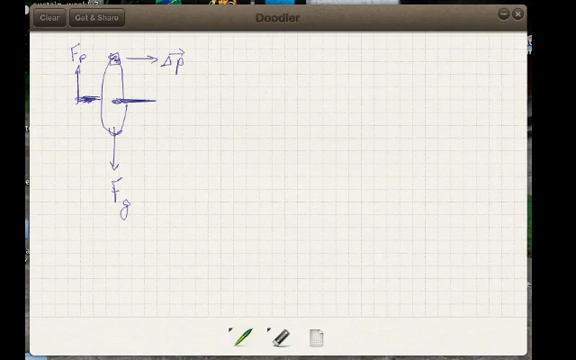 Clear
Get & Share
Doodler
Fp
Δp
Fg